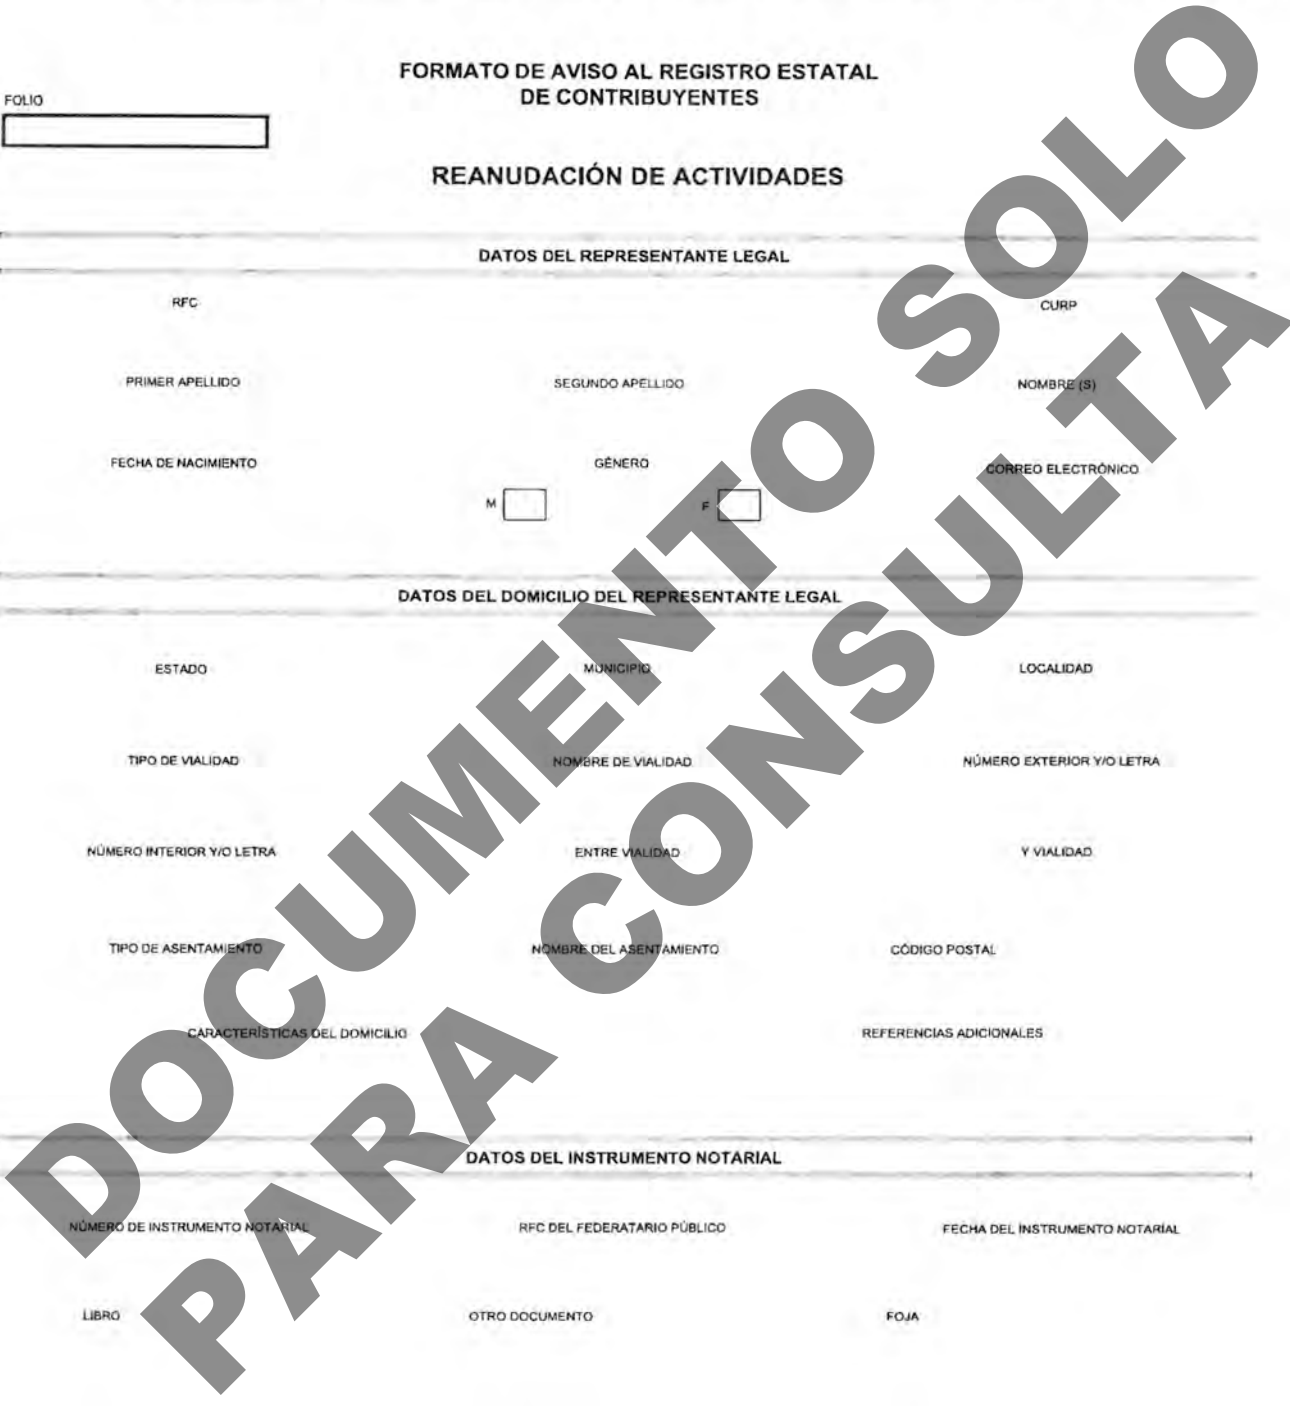 FORMATO DE AVISO AL REGISTRO ESTATAL
DE CONTRIBUYENTES
FOLIO
REANUDACIÓN DE ACTIVIDADES
DATOS DEL REPRESENTANTE LEGAL
RFC CURP
PRIMER APELLIDO SEGUNDO APELLIDO NOMBRE (S)
FECHA DE NACIMIENTO GÉNERO CORREO ELECTRÓNICO
M F
DATOS DEL DOMICILIO DEL REPRESENTANTE LEGAL
ESTADO MUNICIPIO LOCALIDAD
TIPO DE VIALIDAD NOMBRE DE VIALIDAD NÚMERO EXTERIOR Y/O LETRA
NÚMERO INTERIOR Y/O LETRA ENTRE VIALIDAD Y VIALIDAD
TIPO DE ASENTAMIENTO NOMBRE DEL ASENTAMIENTO CÓDIGO POSTAL
CARACTERÍSTICAS DEL DOMICILIO REFERENCIAS ADICIONALES
DATOS DEL INSTRUMENTO NOTARIAL
NÚMERO DE INSTRUMENTO NOTARIAL RFC DEL FEDERATARIO PÚBLICO FECHA DEL INSTRUMENTO NOTARIAL
LIBRO OTRO DOCUMENTO FOJA
DOCUMENTO SOLO
PARA CONSULTA